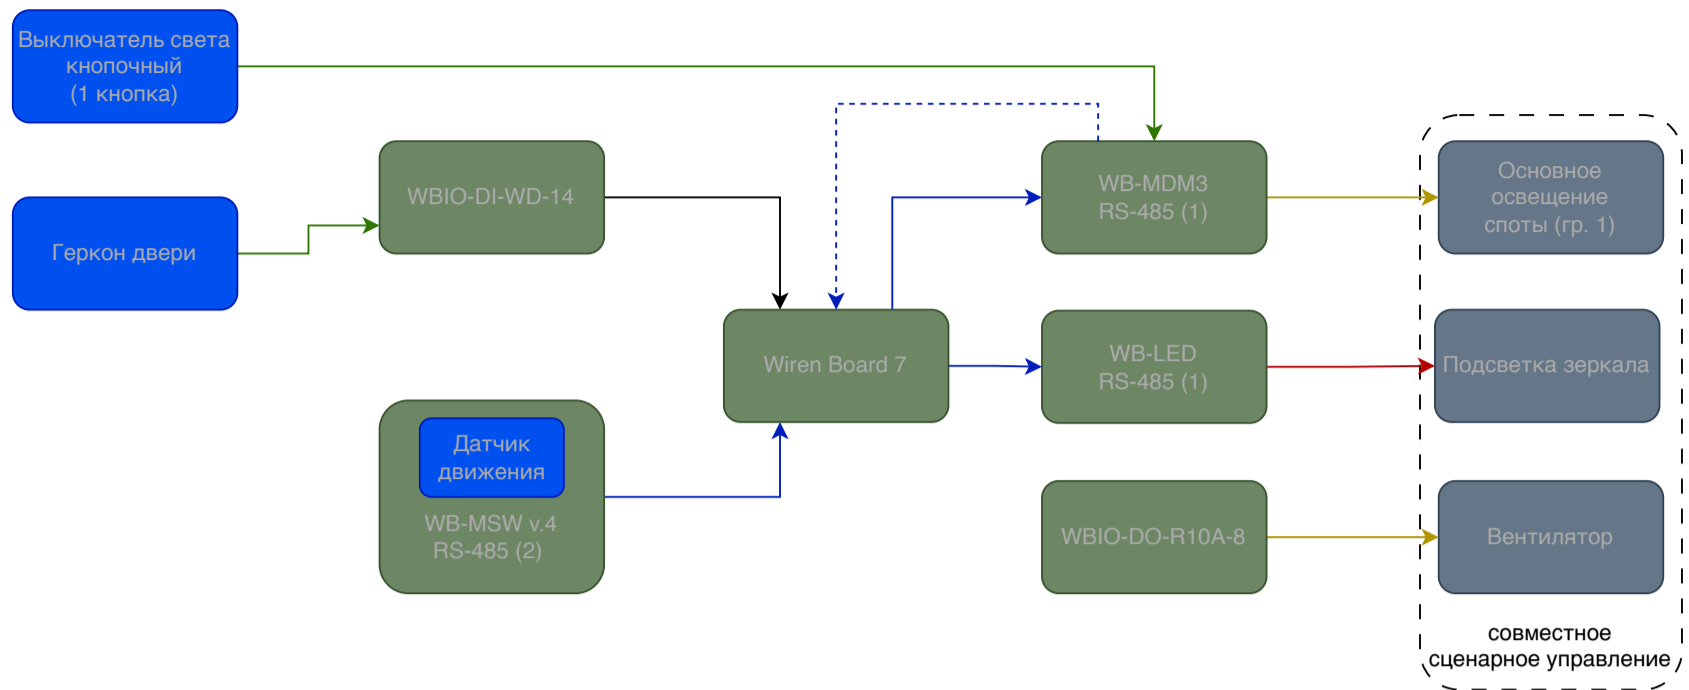 Выключатель света
кнопочный
(1 кнопка)
Геркон двери
WBIO-DI-WD-14
Датчик
движения
WB-MSW v.4
RS-485 (2)
Wiren Board 7
WB-MDM3
RS-485 (1)
WB-LED
RS-485 (1)
WBIO-DO-R10A-8
Основное
освещение
споты (гр. 1)
Подсветка зеркала
Вентилятор
совместное
сценарное управление